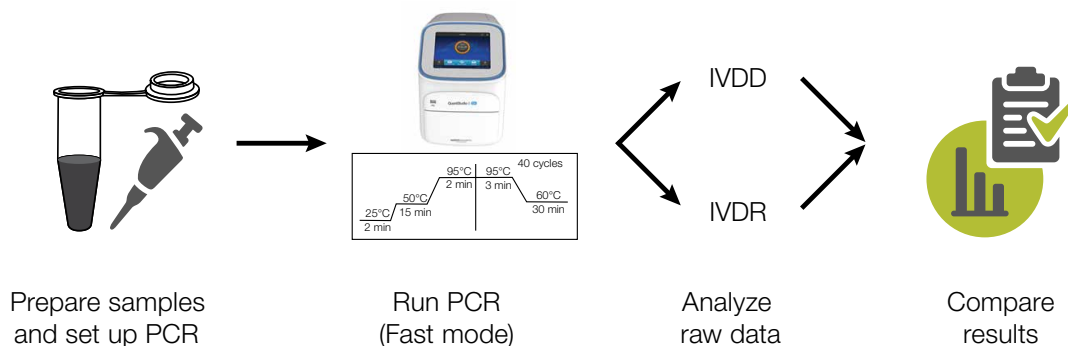 40 cycles
95°C
2 min
95°C
3 min
50°C
15 min
60°C
30 min
25°C
2 min
IVDD
IVDR
Prepare samples
and set up PCR
Run PCR
(Fast mode)
Analyze
raw data
Compare
results